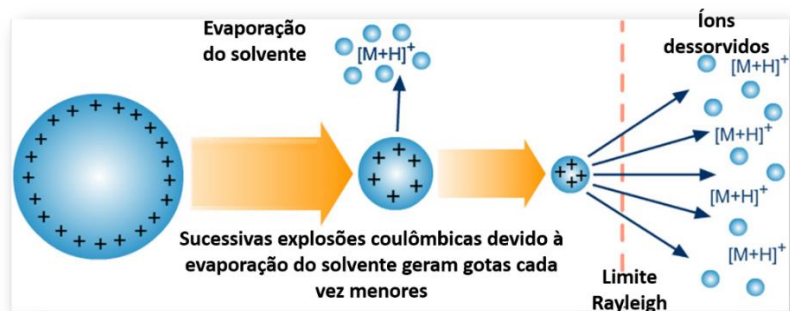 Evaporação
do solvente
[M+H]⁺
Íons
dessorvidos
[M+H]⁺
[M+H]⁺
[M+H]⁺
[M+H]⁺
Sucessivas explosões coulômbicas devido à
evaporação do solvente geram gotas cada
vez menores
Limite
Rayleigh